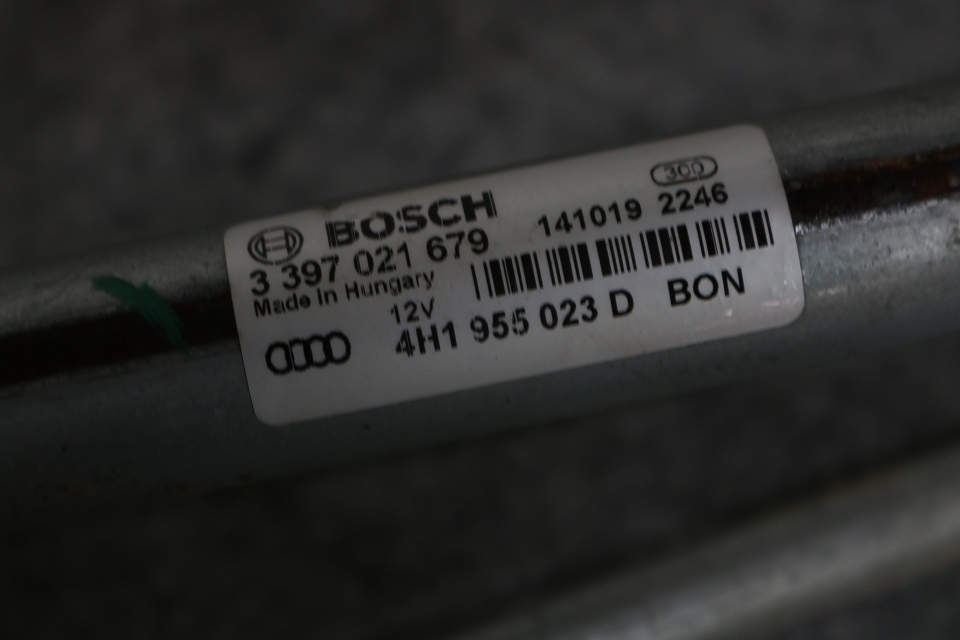 BOSCH
300
3 397 021 679
141019 2246
Made in Hungary
12V
4H1 955 023 D BON